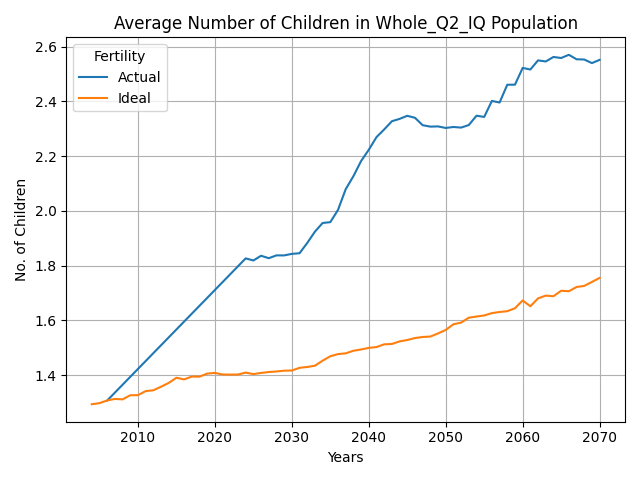 Average Number of Children in Whole_Q2_IQ Population
Fertility
Actual
Ideal
No. of Children
2.6
2.4
2.2
2.0
1.8
1.6
1.4
2010 2020 2030 2040 2050 2060 2070
Years